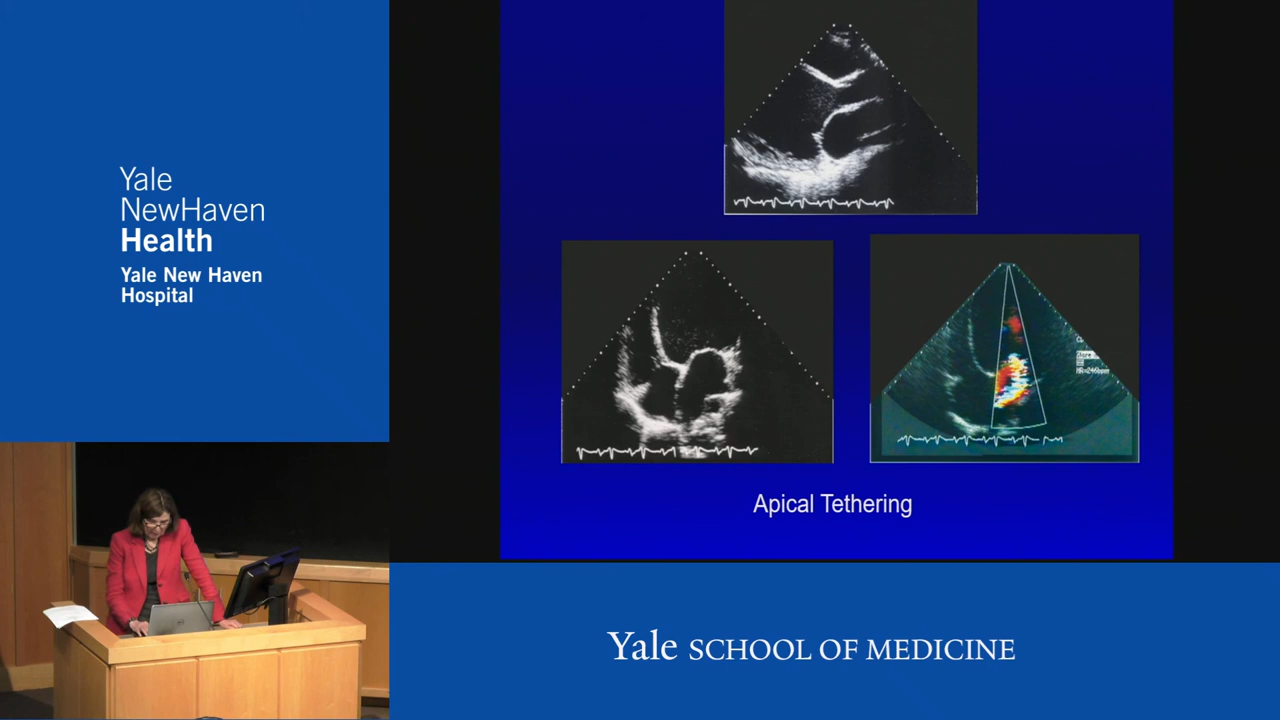 Yale
NewHaven
Health
Yale New Haven
Hospital
Apical Tethering
Yale SCHOOL OF MEDICINE